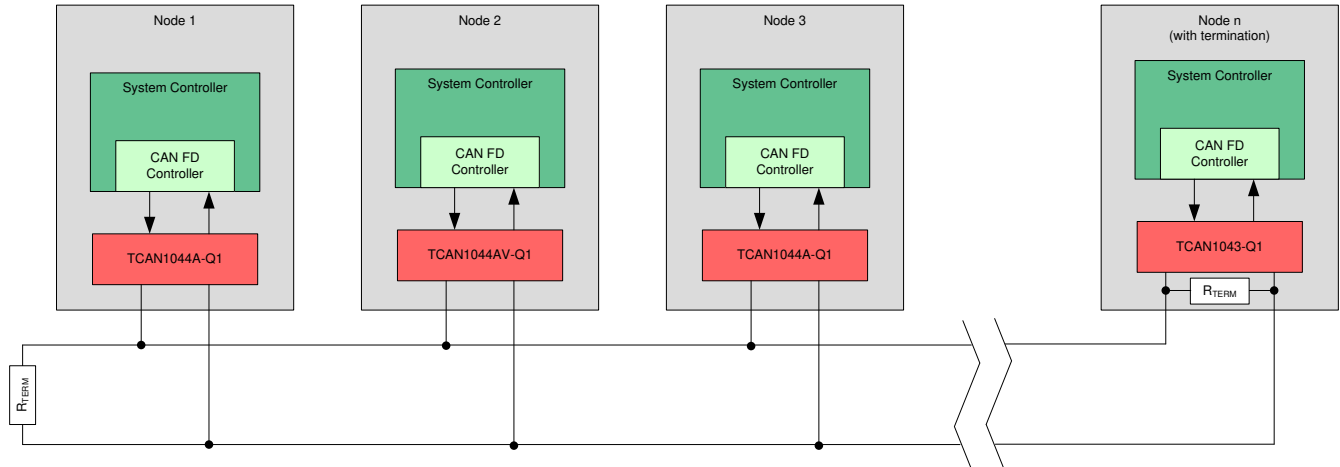 Node 1
System Controller
CAN FD
Controller
TCAN1044A-Q1
Node 2
System Controller
CAN FD
Controller
TCAN1044AV-Q1
Node 3
System Controller
CAN FD
Controller
TCAN1044A-Q1
Node n
(with termination)
System Controller
CAN FD
Controller
TCAN1043-Q1
RTERM
RTERM